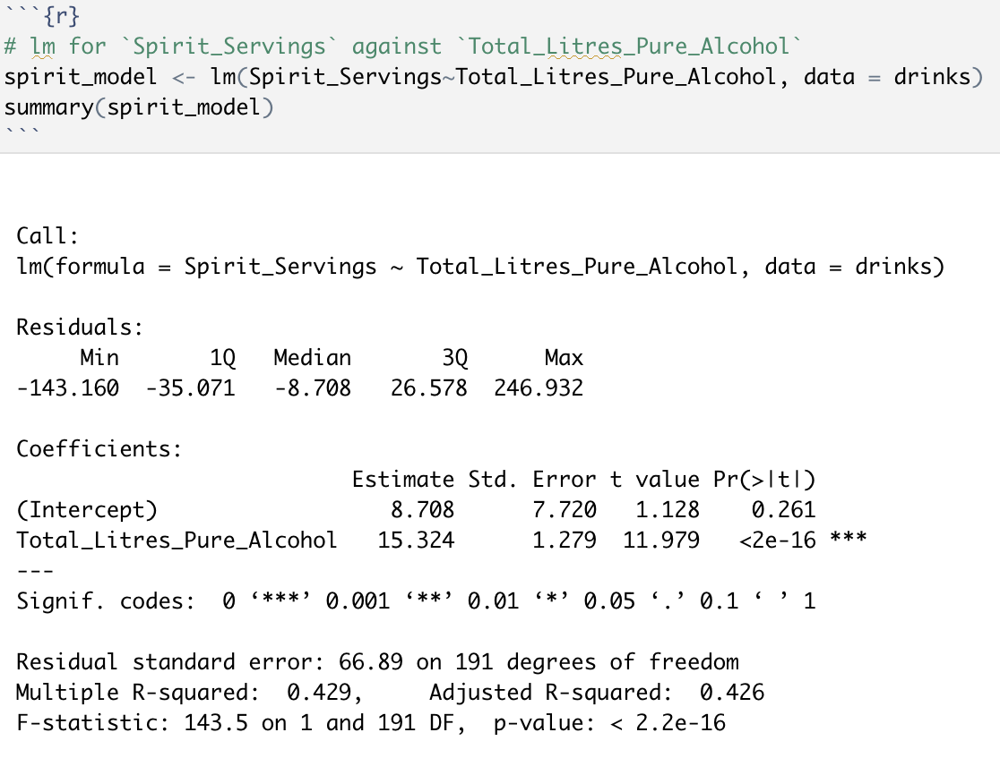 ```{r}
# lm for `Spirit_Servings` against `Total_Litres_Pure_Alcohol`
spirit_model <- lm(Spirit_Servings~Total_Litres_Pure_Alcohol, data = drinks)
summary(spirit_model)
```
Call:
lm(formula = Spirit_Servings ~ Total_Litres_Pure_Alcohol, data = drinks)
Residuals:
     Min       1Q   Median       3Q      Max
-143.160  -35.071   -8.708   26.578  246.932
Coefficients:
                          Estimate Std. Error t value Pr(>|t|)
(Intercept)                  8.708      7.720   1.128    0.261
Total_Litres_Pure_Alcohol   15.324      1.279  11.979   <2e-16 ***
---
Signif. codes:  0 ‘***’ 0.001 ‘**’ 0.01 ‘*’ 0.05 ‘.’ 0.1 ‘ ’ 1
Residual standard error: 66.89 on 191 degrees of freedom
Multiple R-squared:  0.429,     Adjusted R-squared:  0.426
F-statistic: 143.5 on 1 and 191 DF,  p-value: < 2.2e-16